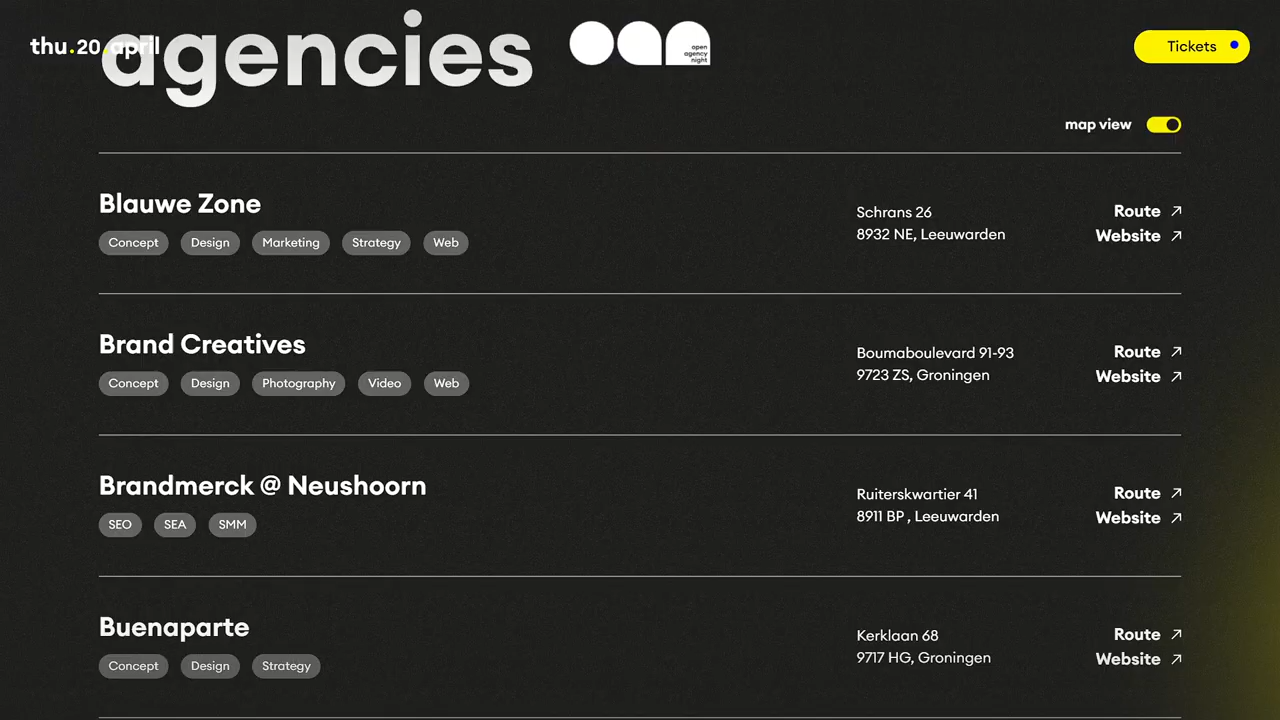 thu.20.april
agencies
open
agency
night
Tickets
map view
Blauwe Zone
Concept Design Marketing Strategy Web
Schrans 26
8932 NE, Leeuwarden
Route
Website
Brand Creatives
Concept Design Photography Video Web
Boumaboulevard 91-93
9723 ZS, Groningen
Route
Website
Brandmerck @ Neushoorn
SEO SEA SMM
Ruiterskwartier 41
8911 BP , Leeuwarden
Route
Website
Buenaparte
Concept Design Strategy
Kerklaan 68
9717 HG, Groningen
Route
Website